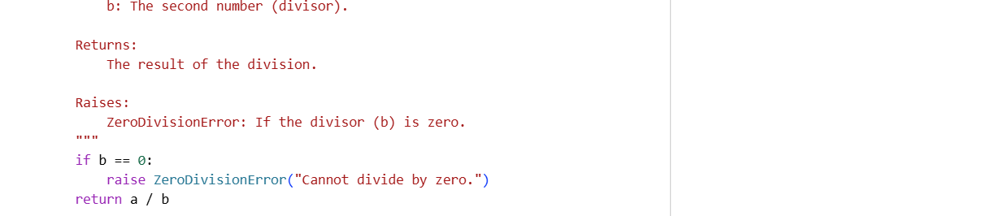 b: The second number (divisor).
Returns:
The result of the division.
Raises:
ZeroDivisionError: If the divisor (b) is zero.
"""
if b == 0:
raise ZeroDivisionError("Cannot divide by zero.")
return a / b